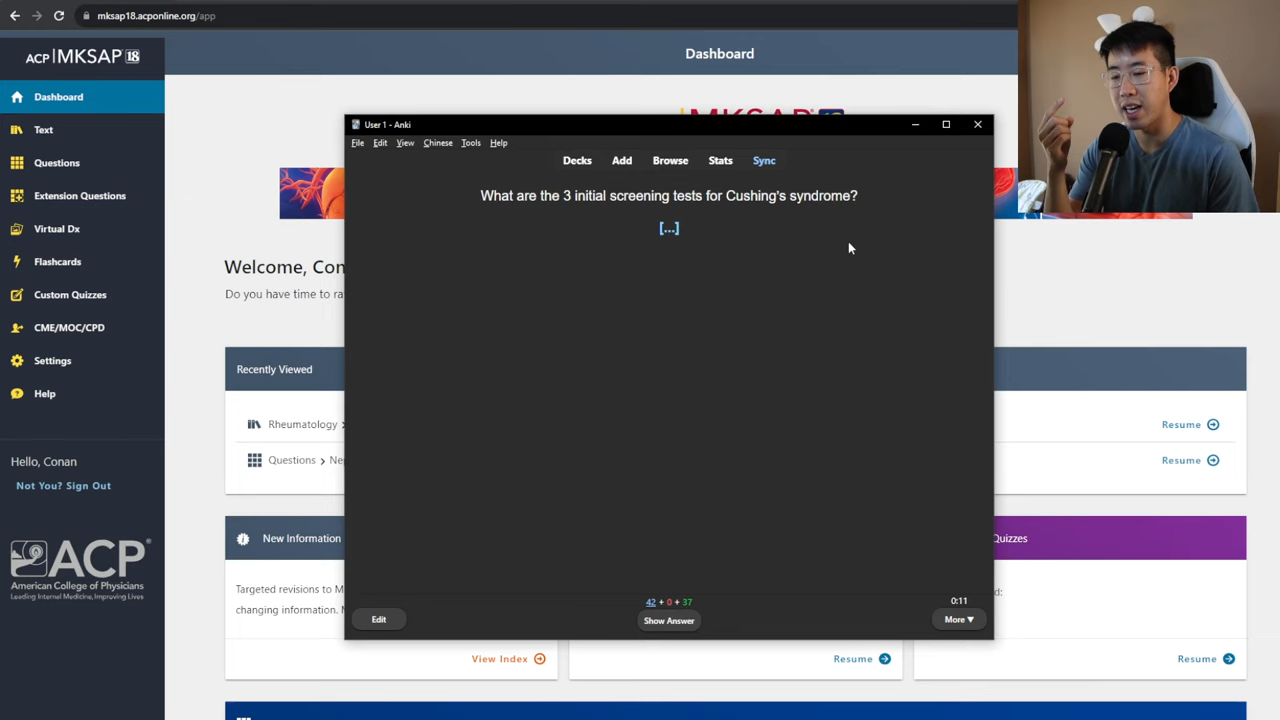 mksap18.acponline.org/app
ACP MKSAP 18
Dashboard
Dashboard
Text
Questions
Extension Questions
Virtual Dx
Flashcards
Custom Quizzes
CME/MOC/CPD
Settings
Help
Hello, Conan
Not You? Sign Out
ACP®
American College of Physicians
Leading Internal Medicine, Improving Lives
User 1 - Anki
File Edit View Chinese Tools Help
Decks Add Browse Stats Sync
What are the 3 initial screening tests for Cushing's syndrome?
[...]
42 + 0 + 37
0:11
Edit
Show Answer
More ▼
Welcome, Con
Do you have time to ra
Recently Viewed
Rheumatology >
Resume
Questions > Ne
Resume
New Information
Quizzes
Targeted revisions to M
changing information.
View Index
Resume
Resume